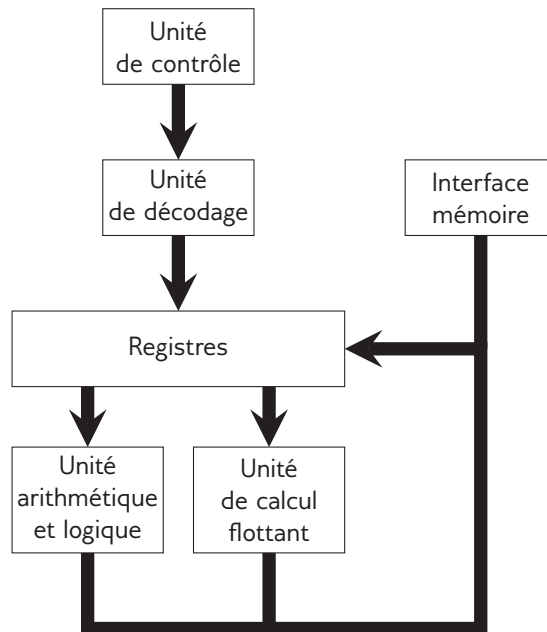 Unité
de contrôle
Unité
de décodage
Interface
mémoire
Registres
Unité
arithmétique
et logique
Unité
de calcul
flottant